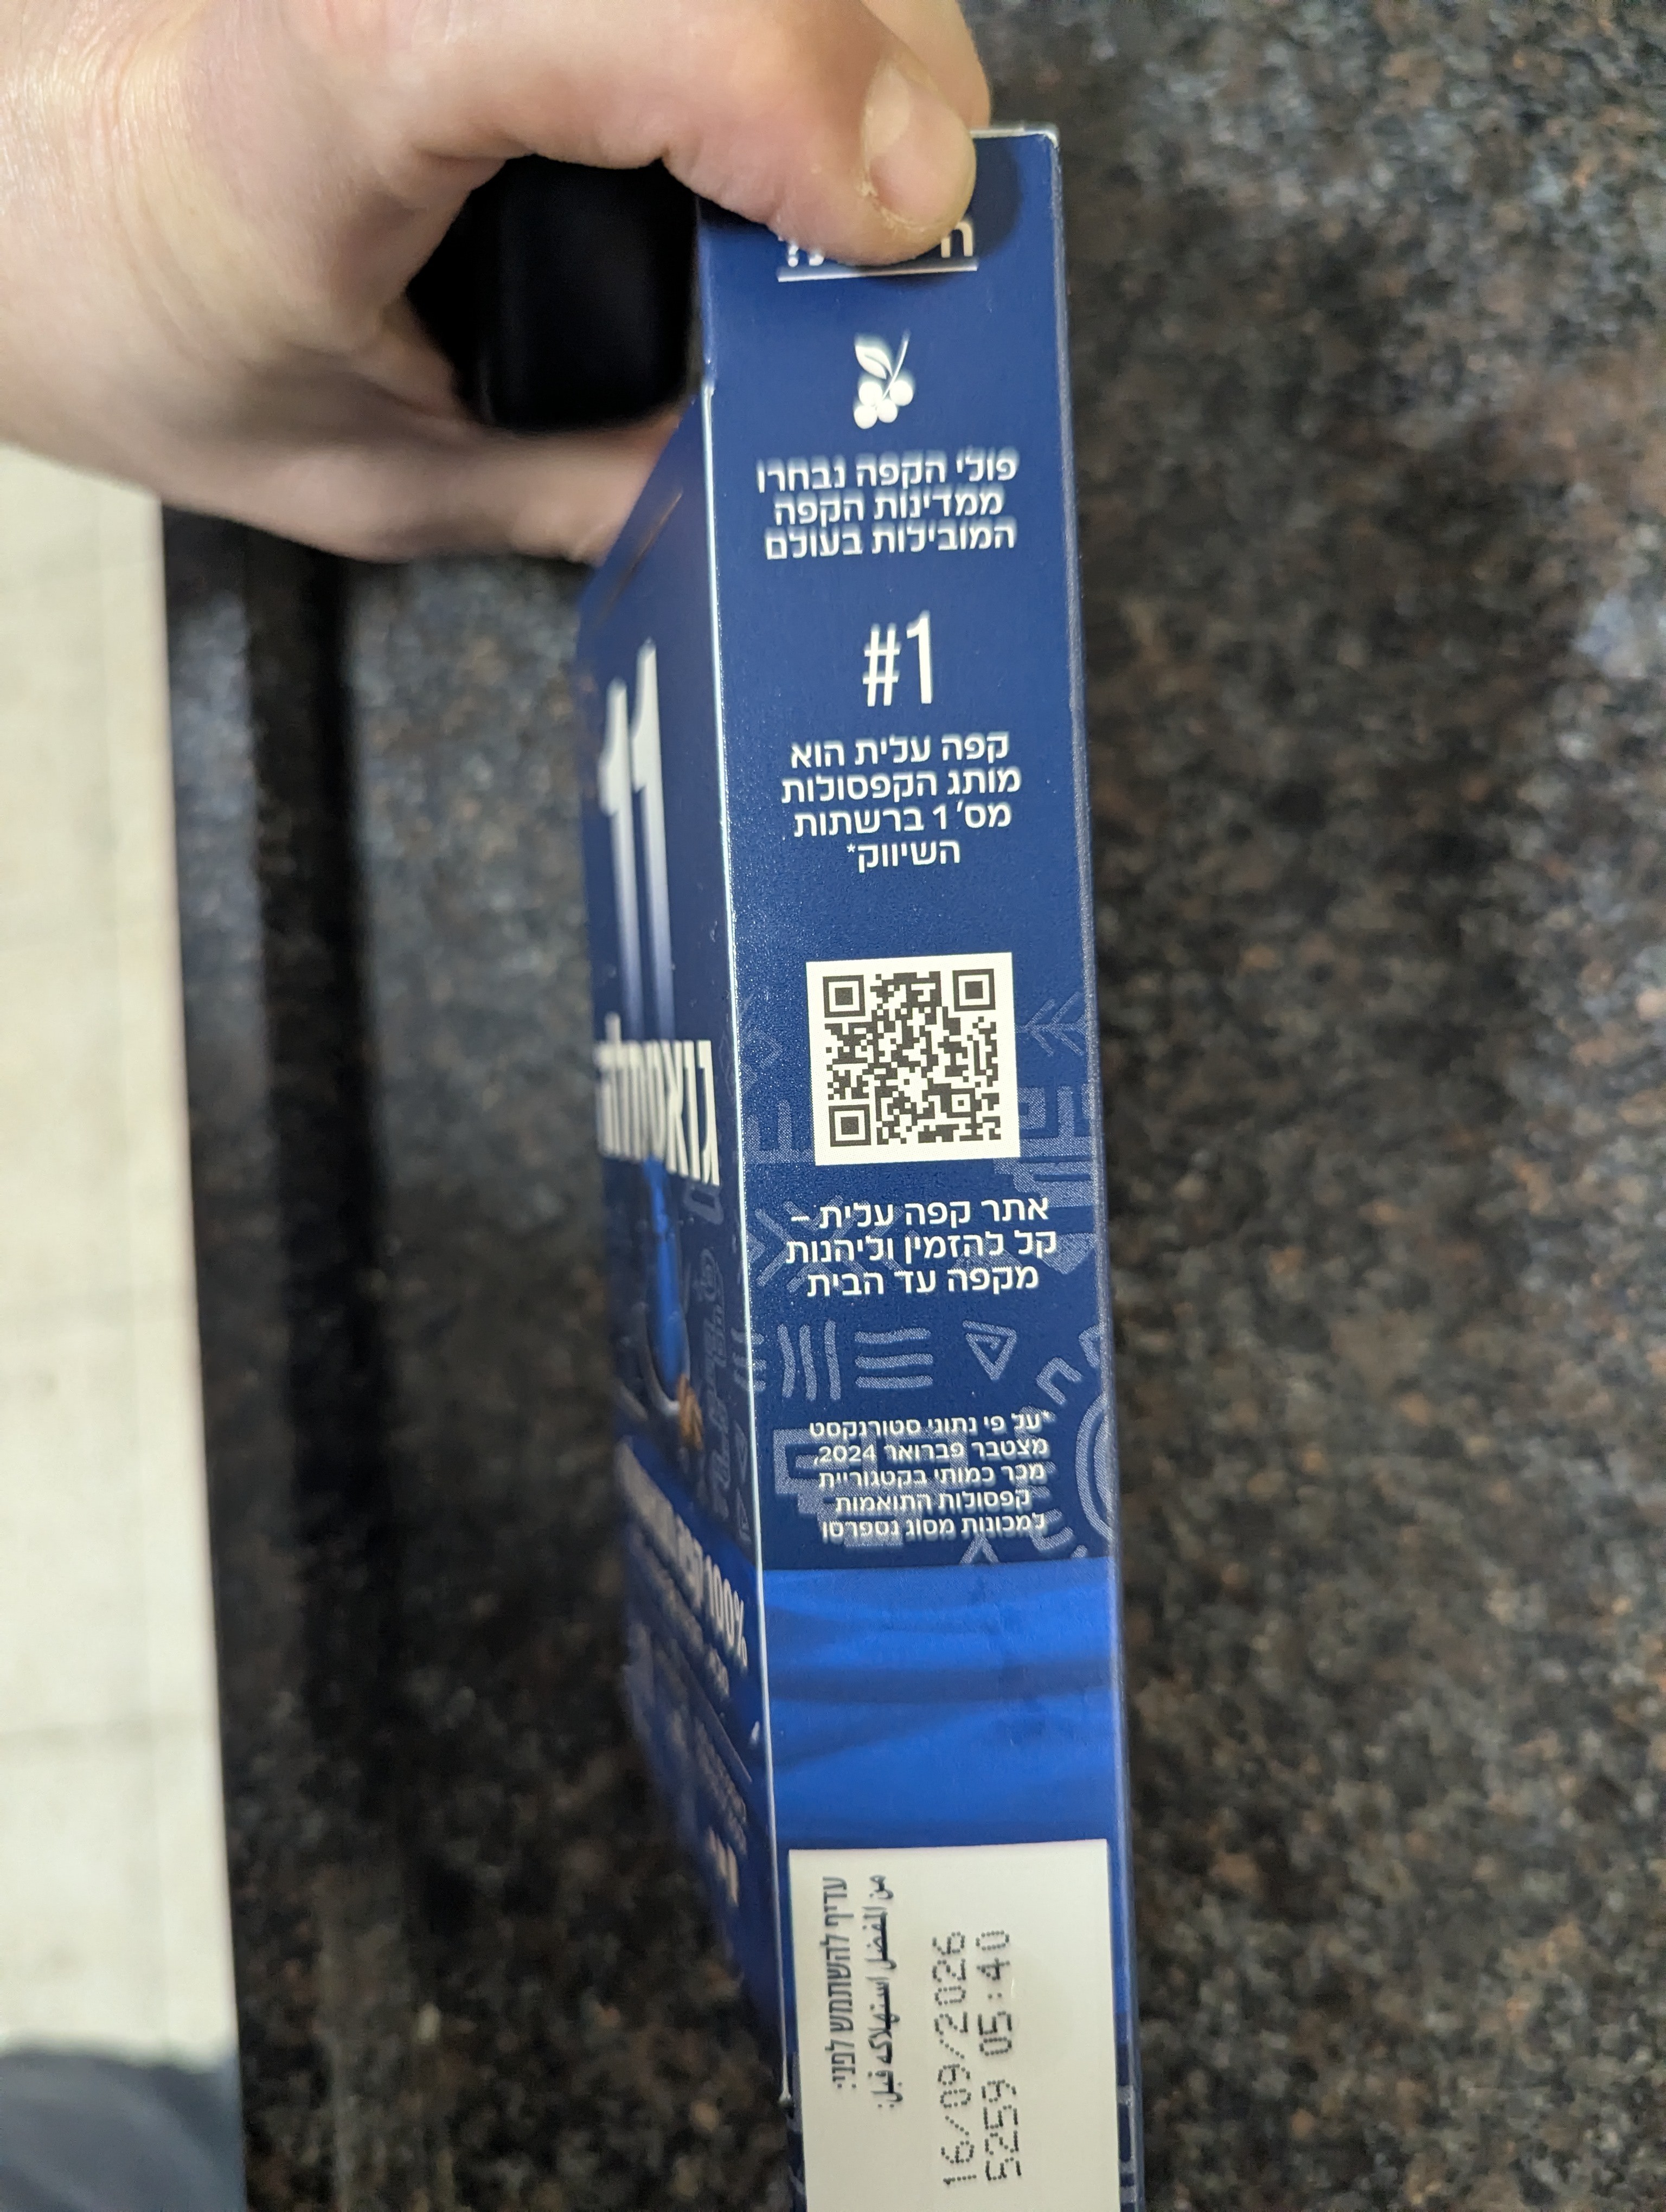 פולי הקפה נבחרו
ממדינות הקפה
המובילות בעולם
#1
קפה עלית הוא
מותג הקפסולות
מס' 1 ברשתות
השיווק*
אתר קפה עלית –
קל להזמין וליהנות
מקפה עד הבית
*על פי נתוני סטורנקסט
מצטבר פברואר 2024,
מכר כמותי בקטגוריית
קפסולות התואמות
למכונות מסוג נספרסו
עדיף להשתמש לפני:
من المفضل استهلاكه قبل:
16/09/2026
5259 05:40
11
גואטמלה
100%